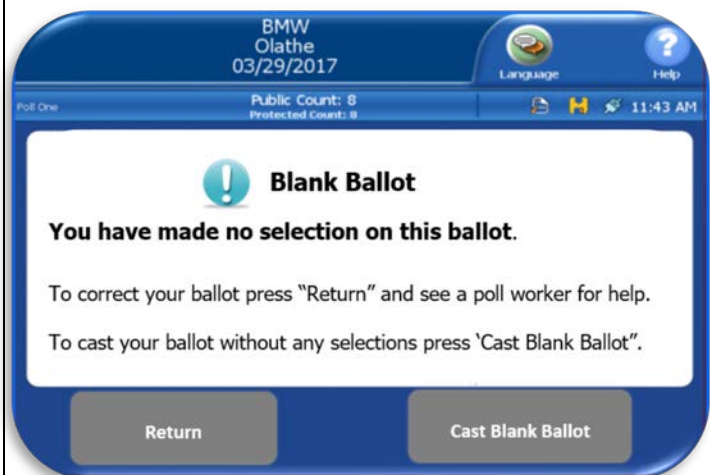 BMW
Olathe
03/29/2017
Language
Help
Poll One
Public Count: 8
Protected Count: 8
11:43 AM
Blank Ballot
You have made no selection on this ballot.
To correct your ballot press “Return” and see a poll worker for help.
To cast your ballot without any selections press ‘Cast Blank Ballot”.
Return
Cast Blank Ballot